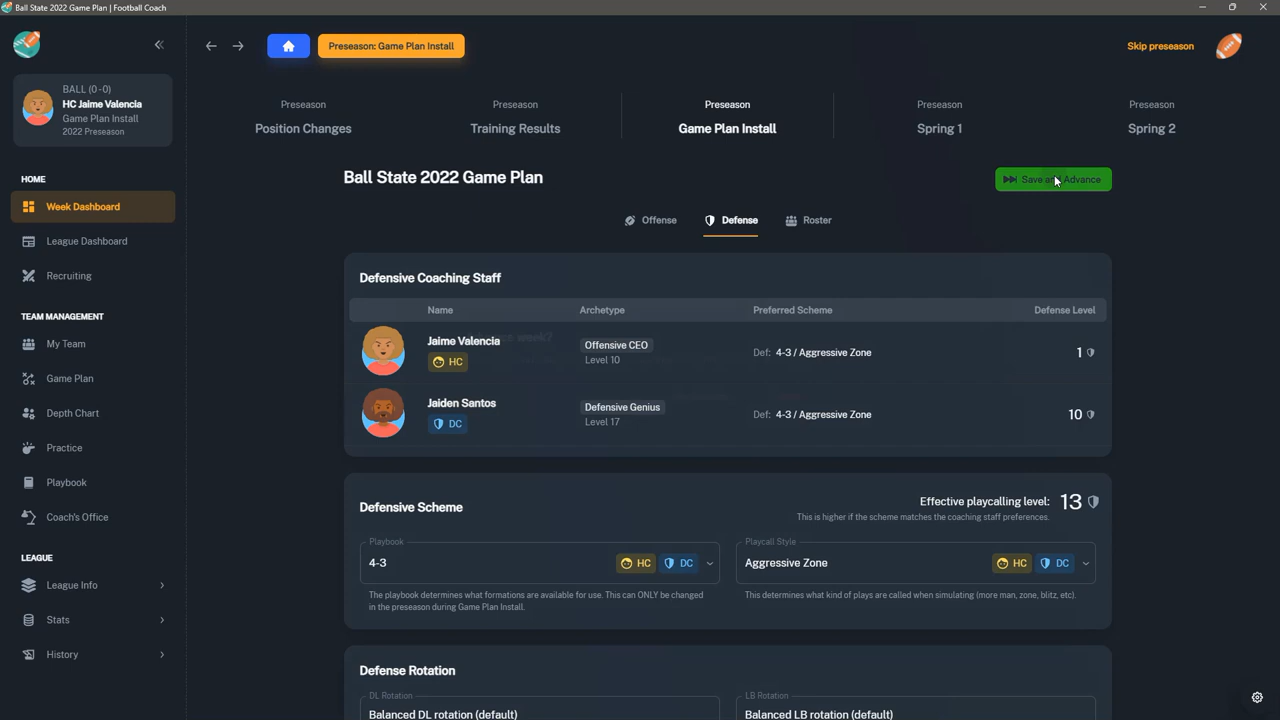 Ball State 2022 Game Plan | Football Coach
BALL (0-0)
HC Jaime Valencia
Game Plan Install
2022 Preseason
HOME
Week Dashboard
League Dashboard
Recruiting
TEAM MANAGEMENT
My Team
Game Plan
Depth Chart
Practice
Playbook
Coach's Office
LEAGUE
League Info
Stats
History
Preseason: Game Plan Install
Skip preseason
Preseason
Position Changes
Preseason
Training Results
Preseason
Game Plan Install
Preseason
Spring 1
Preseason
Spring 2
Ball State 2022 Game Plan
Save and Advance
Offense Defense Roster
Defensive Coaching Staff
Name Archetype Preferred Scheme Defense Level
Jaime Valencia
HC
Offensive CEO
Level 10
Def: 4-3 / Aggressive Zone
1
Jaiden Santos
DC
Defensive Genius
Level 17
Def: 4-3 / Aggressive Zone
10
Defensive Scheme
Effective playcalling level: 13
This is higher if the scheme matches the coaching staff preferences.
Playbook
4-3 HC DC
The playbook determines what formations are available for use. This can ONLY be changed
in the preseason during Game Plan Install.
Playcall Style
Aggressive Zone HC DC
This determines what kind of plays are called when simulating (more man, zone, blitz, etc).
Defense Rotation
DL Rotation
Balanced DL rotation (default)
LB Rotation
Balanced LB rotation (default)